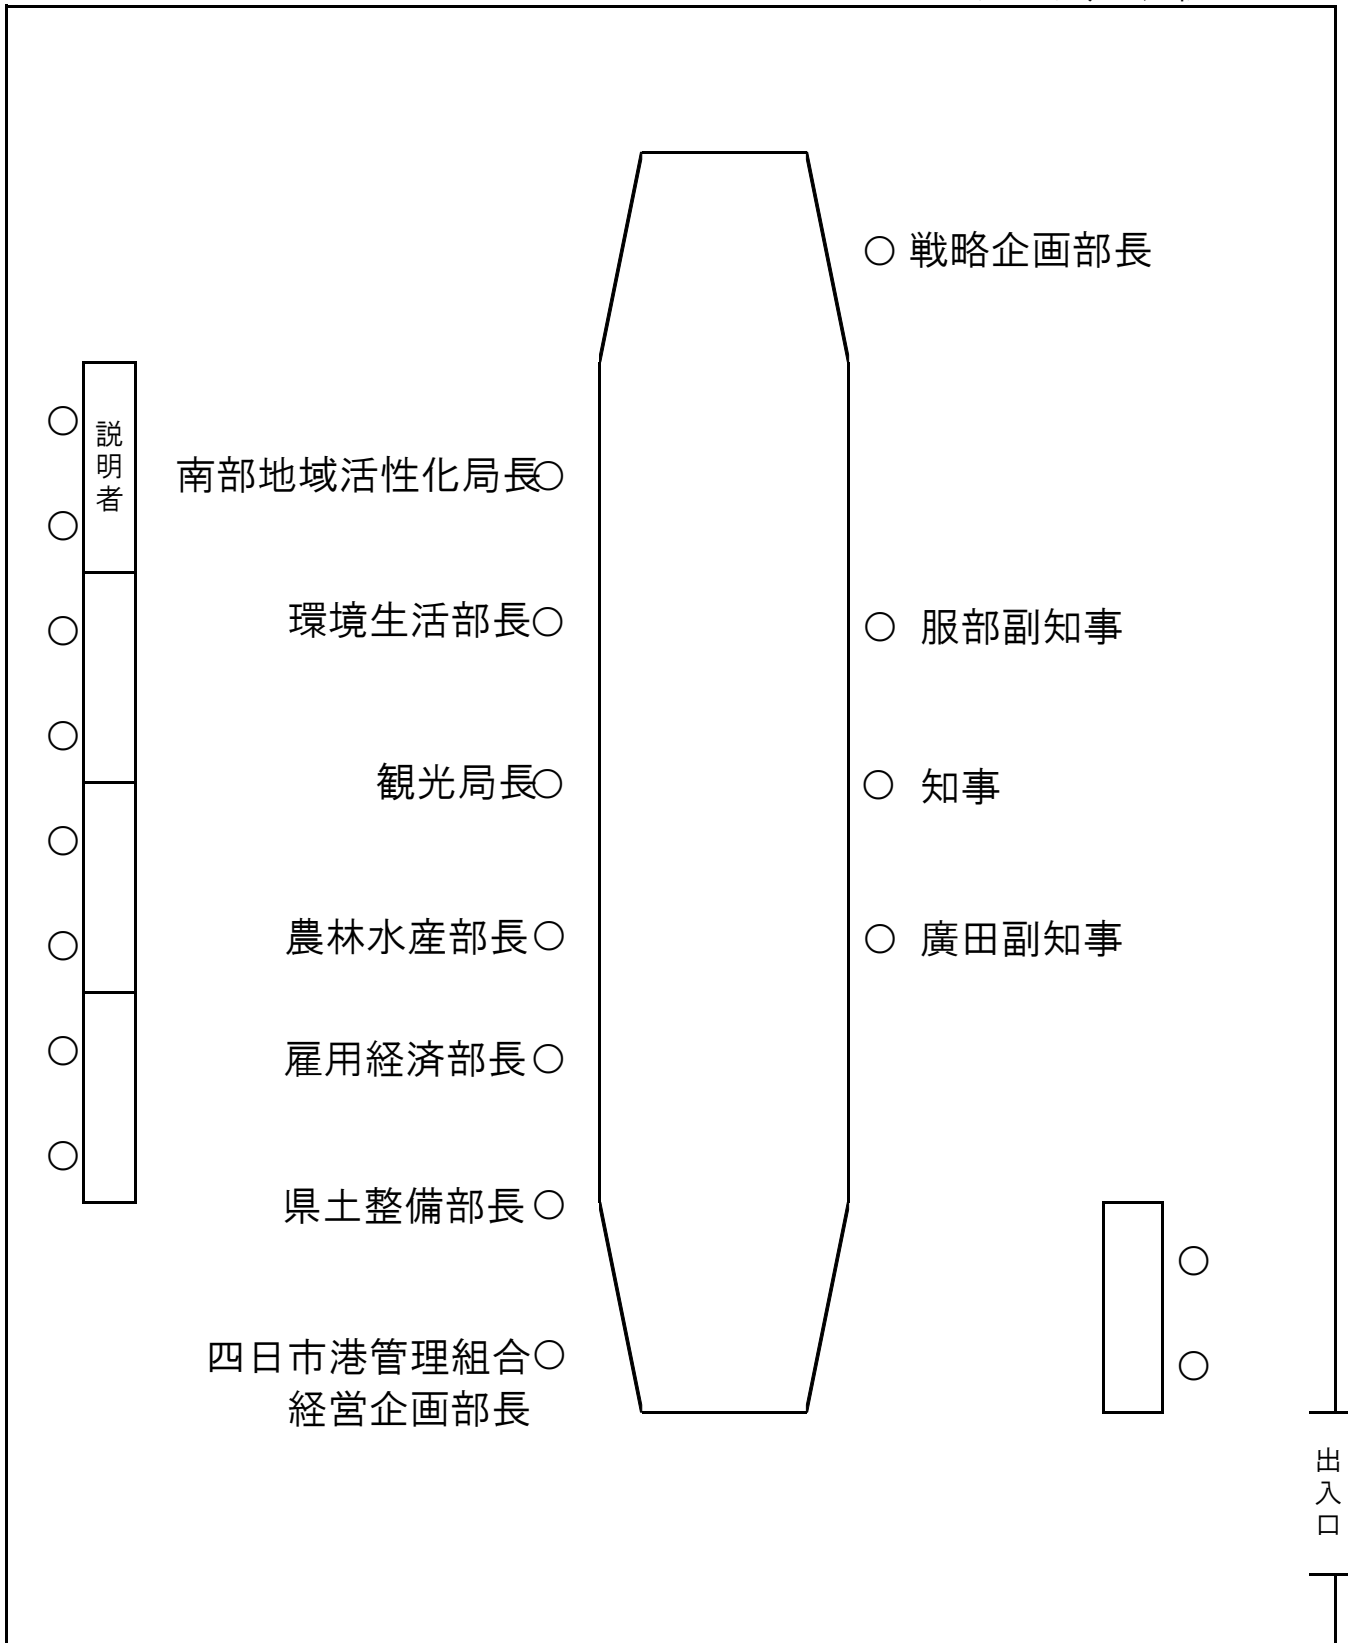 戦略企画部長
説明者
南部地域活性化局長
環境生活部長
服部副知事
観光局長
知事
農林水産部長
廣田副知事
雇用経済部長
県土整備部長
四日市港管理組合
経営企画部長
出入口